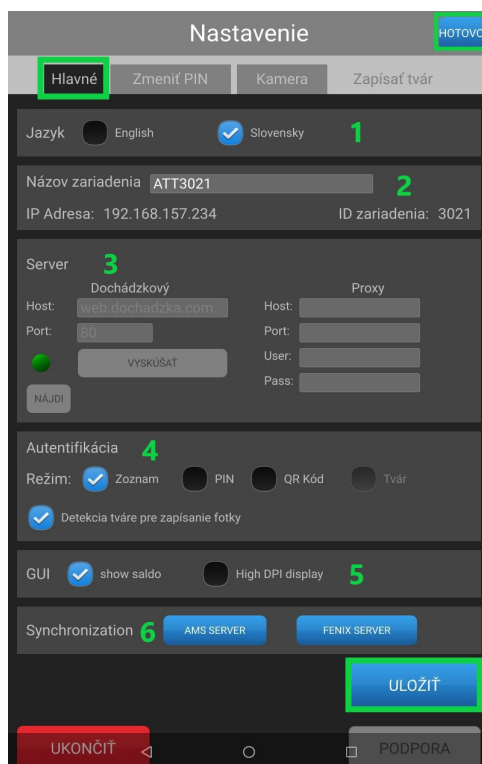 Nastavenie
HOTOVO
Hlavné Zmeniť PIN Kamera Zapísať tvár
Jazyk English Slovensky 1
Názov zariadenia ATT3021 2
IP Adresa: 192.168.157.234 ID zariadenia: 3021
Server 3
Dochádzkový Proxy
Host: web.dochadzka.com Host:
Port: 80 Port:
VYSKÚŠAŤ User:
Pass:
NÁJDI
Autentifikácia 4
Režim: Zoznam PIN QR Kód Tvár
Detekcia tváre pre zapísanie fotky
GUI show saldo High DPI display 5
Synchronization 6 AMS SERVER FENIX SERVER
ULOŽIŤ
UKONČIŤ PODPORA